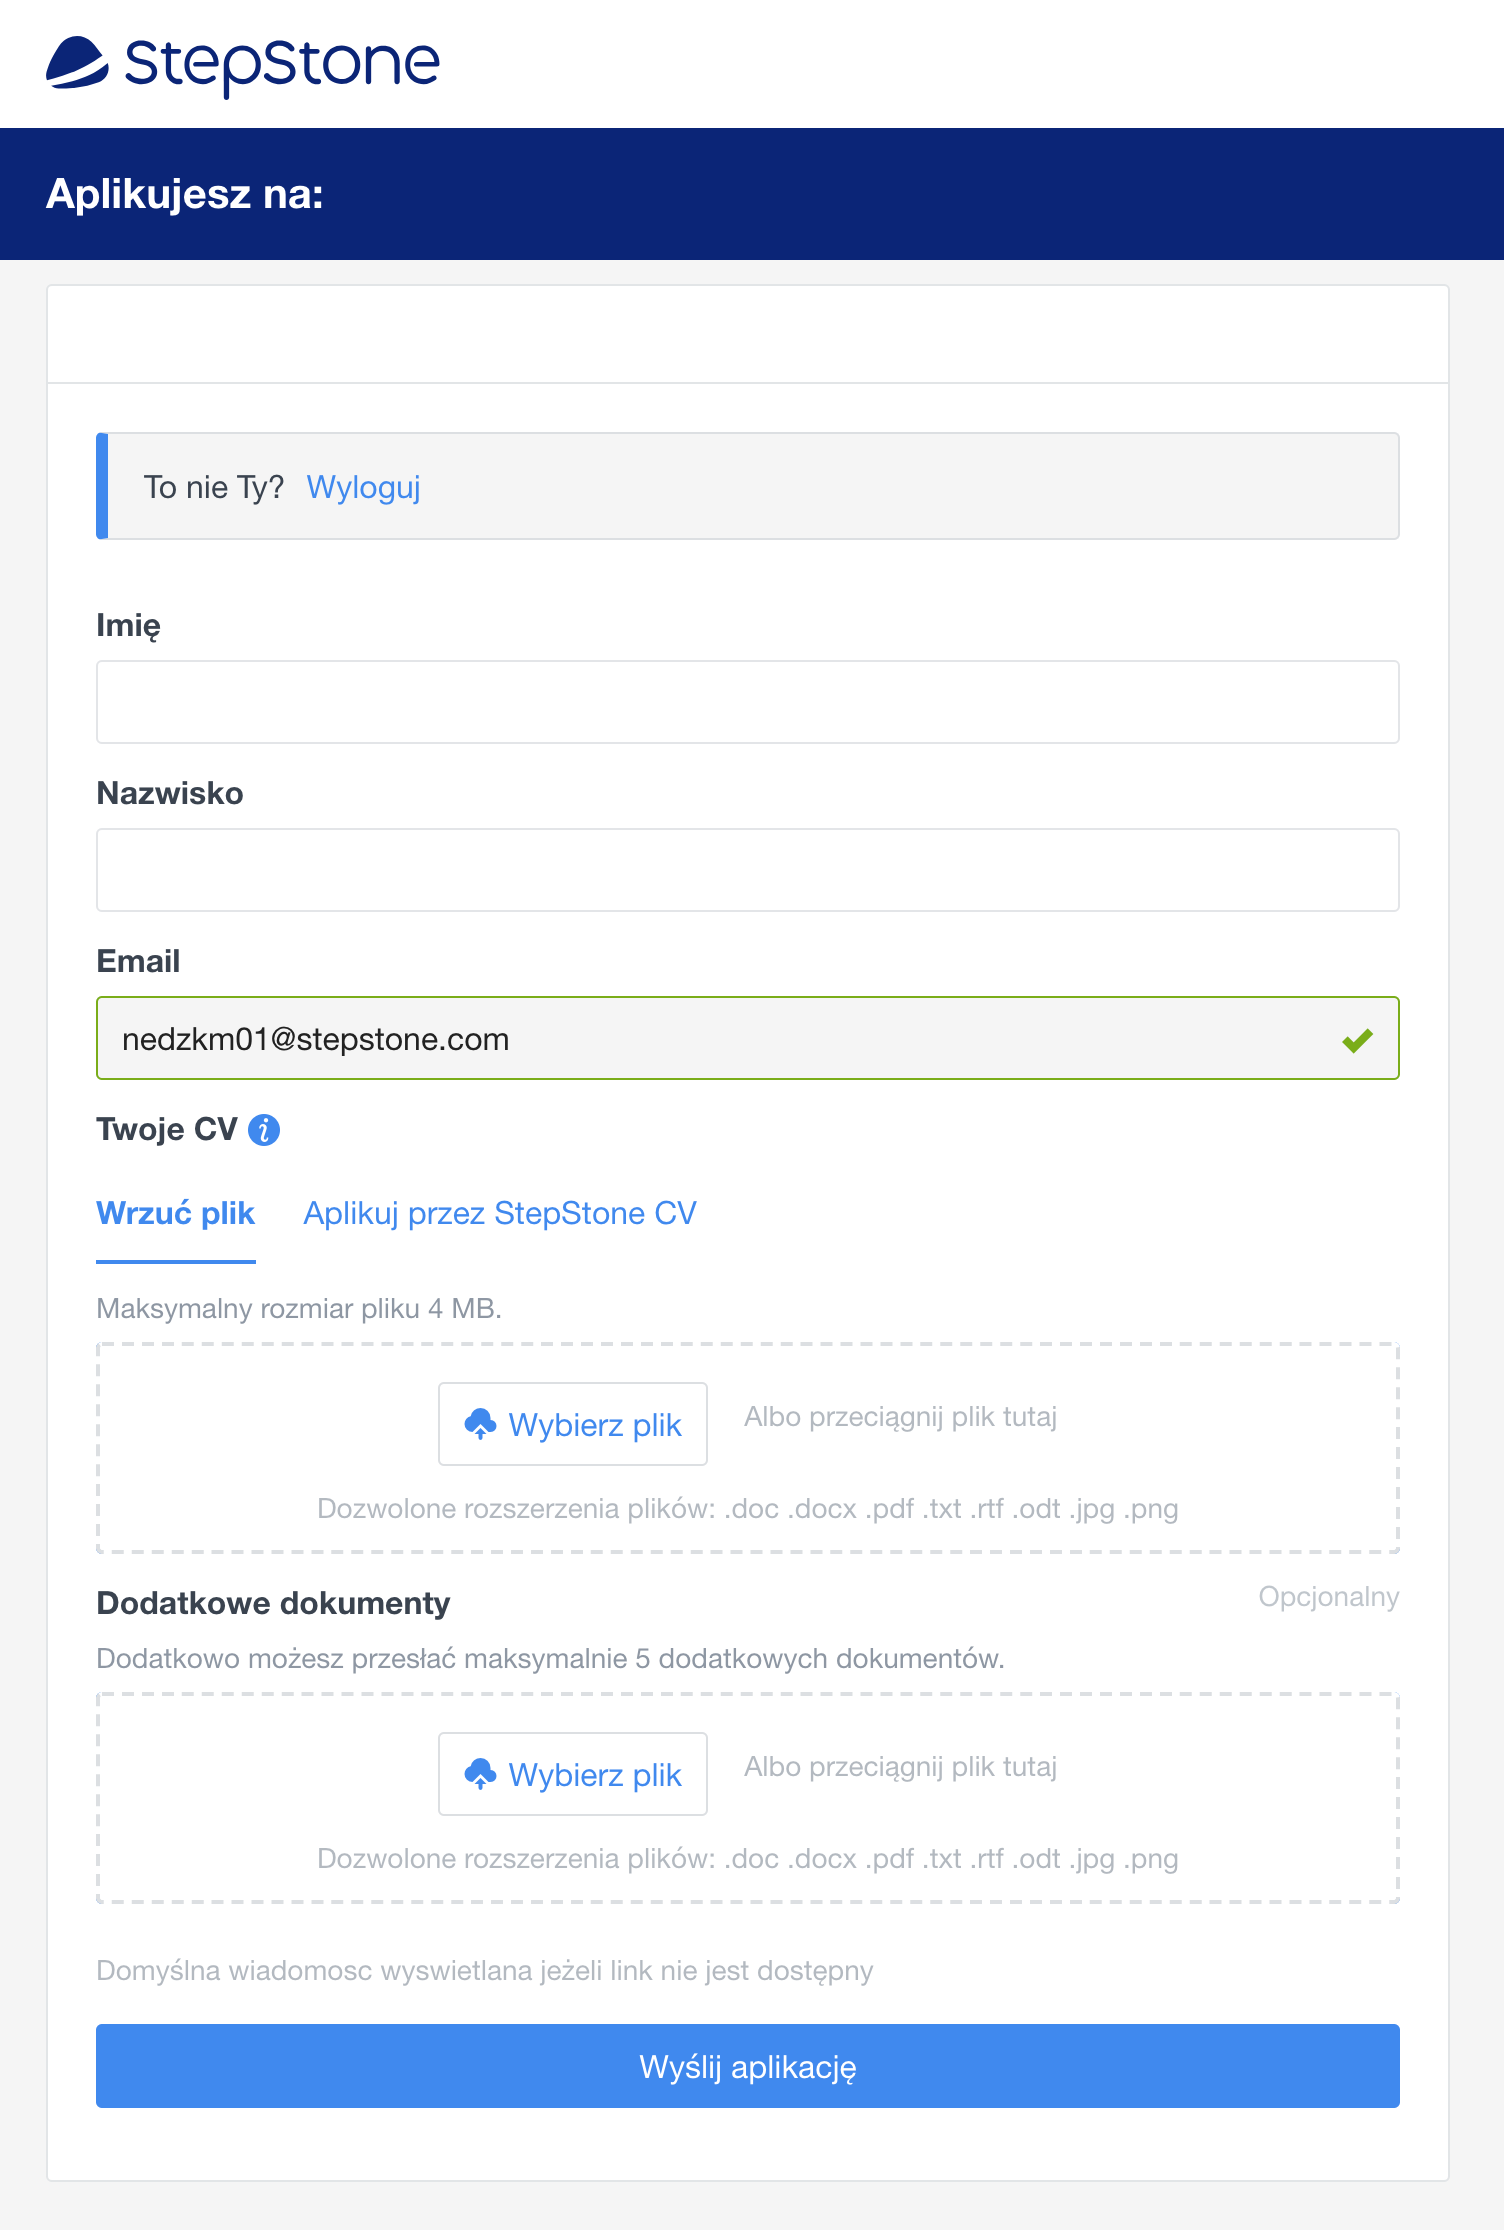 StepStone
Aplikujesz na:
To nie Ty? Wyloguj
Imię
Nazwisko
Email
nedzkm01@stepstone.com
Twoje CV i
Wrzuć plik Aplikuj przez StepStone CV
Maksymalny rozmiar pliku 4 MB.
Wybierz plik Albo przeciągnij plik tutaj
Dozwolone rozszerzenia plików: .doc .docx .pdf .txt .rtf .odt .jpg .png
Dodatkowe dokumenty Opcjonalny
Dodatkowo możesz przesłać maksymalnie 5 dodatkowych dokumentów.
Wybierz plik Albo przeciągnij plik tutaj
Dozwolone rozszerzenia plików: .doc .docx .pdf .txt .rtf .odt .jpg .png
Domyślna wiadomosc wyswietlana jeżeli link nie jest dostępny
Wyślij aplikację